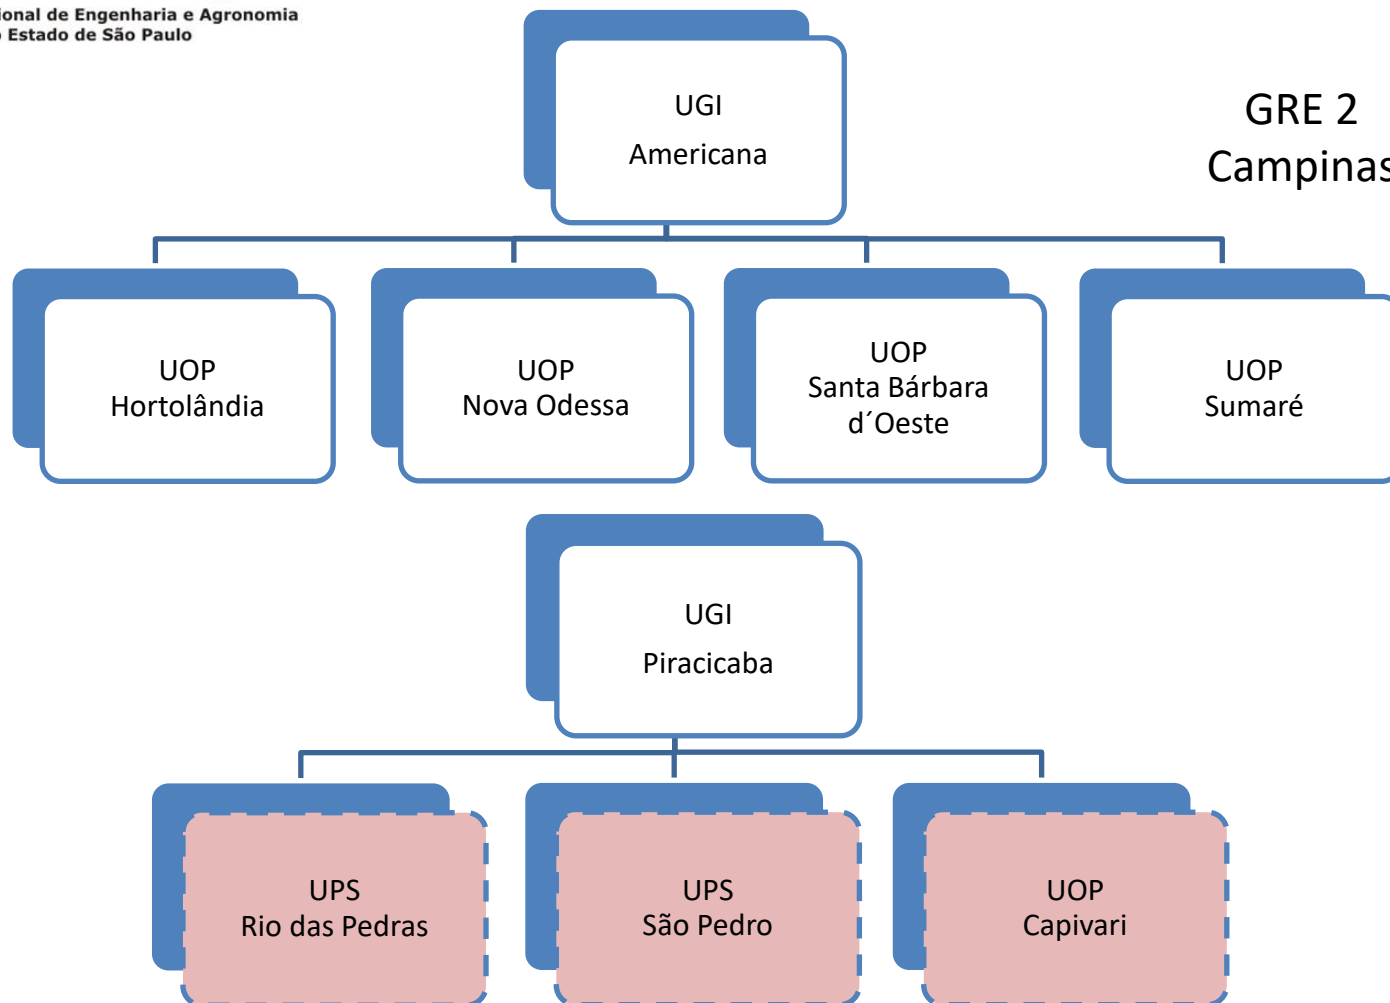 ional de Engenharia e Agronomia
o Estado de São Paulo
GRE 2
Campinas
UGI
Americana
UOP
Hortolândia
UOP
Nova Odessa
UOP
Santa Bárbara
d´Oeste
UOP
Sumaré
UGI
Piracicaba
UPS
Rio das Pedras
UPS
São Pedro
UOP
Capivari